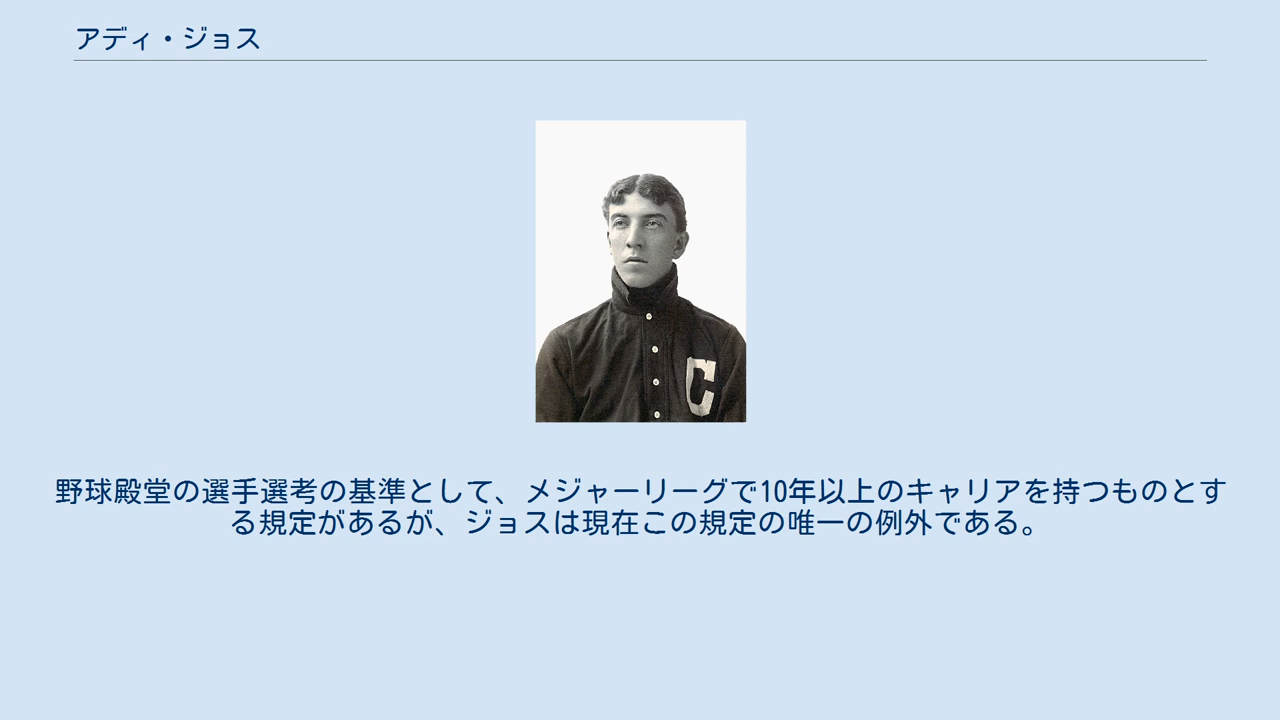 アディ・ジョス
C
野球殿堂の選手選考の基準として、メジャーリーグで10年以上のキャリアを持つものとす
る規定があるが、ジョスは現在この規定の唯一の例外である。